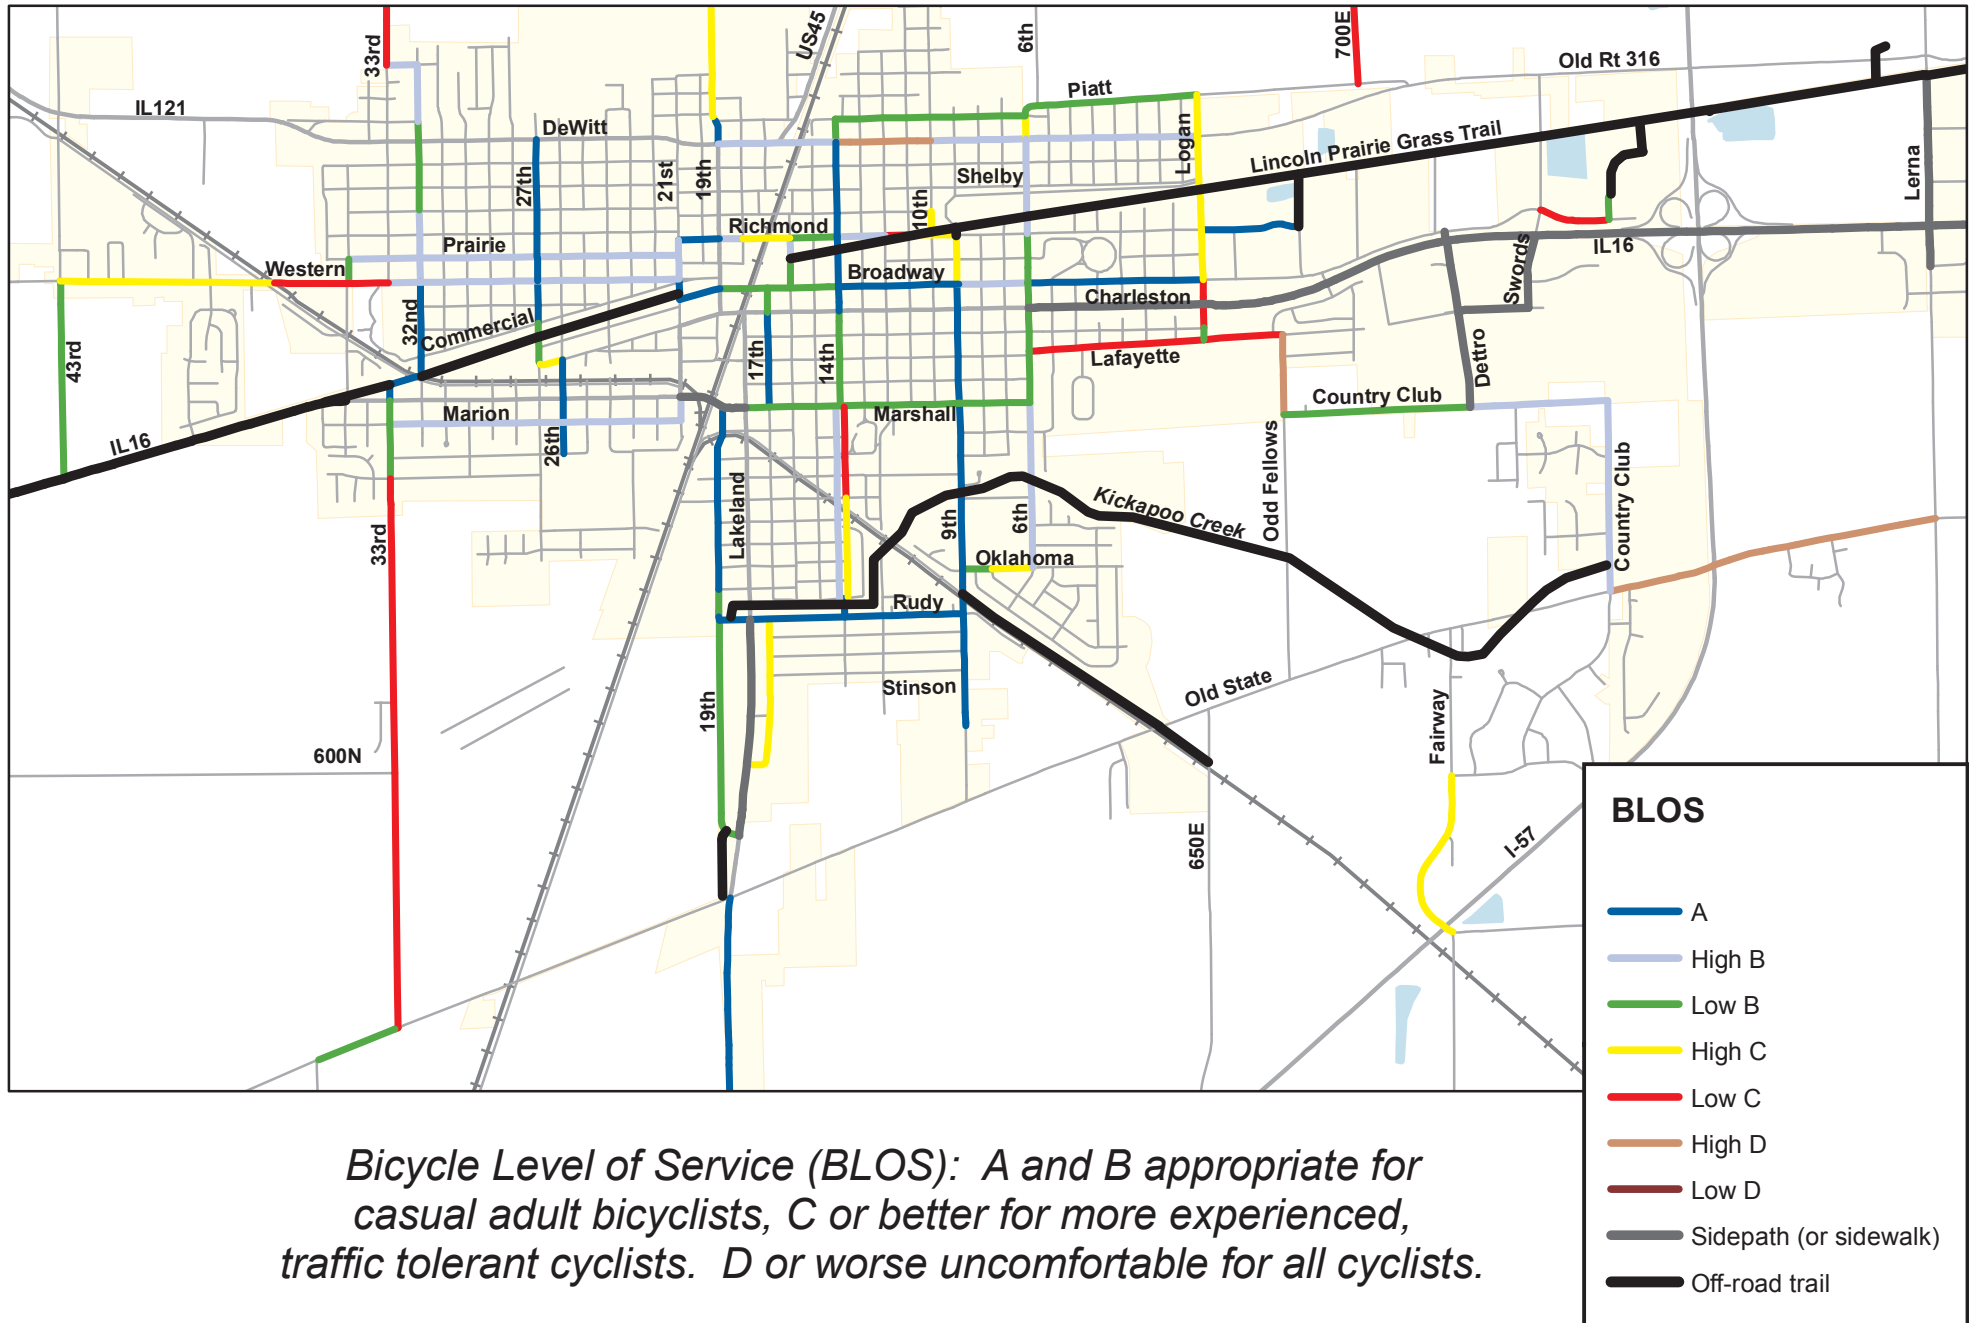 33rd
US45
6th
700E
Old Rt 316
IL121
Piatt
DeWitt
Logan
Lincoln Prairie Grass Trail
27th
21st
19th
Shelby
Lerna
10th
Richmond
Prairie
Western
Broadway
IL16
Swords
Charleston
32nd
Commercial
43rd
17th
14th
Lafayette
Dettro
Country Club
Marion
Marshall
IL16
26th
Odd Fellows
Country Club
Lakeland
Kickapoo Creek
9th
6th
33rd
Oklahoma
Rudy
Stinson
Old State
19th
Fairway
600N
650E
I-57
BLOS
A
High B
Low B
High C
Low C
High D
Low D
Sidepath (or sidewalk)
Off-road trail
Bicycle Level of Service (BLOS):  A and B appropriate for
casual adult bicyclists, C or better for more experienced,
traffic tolerant cyclists.  D or worse uncomfortable for all cyclists.